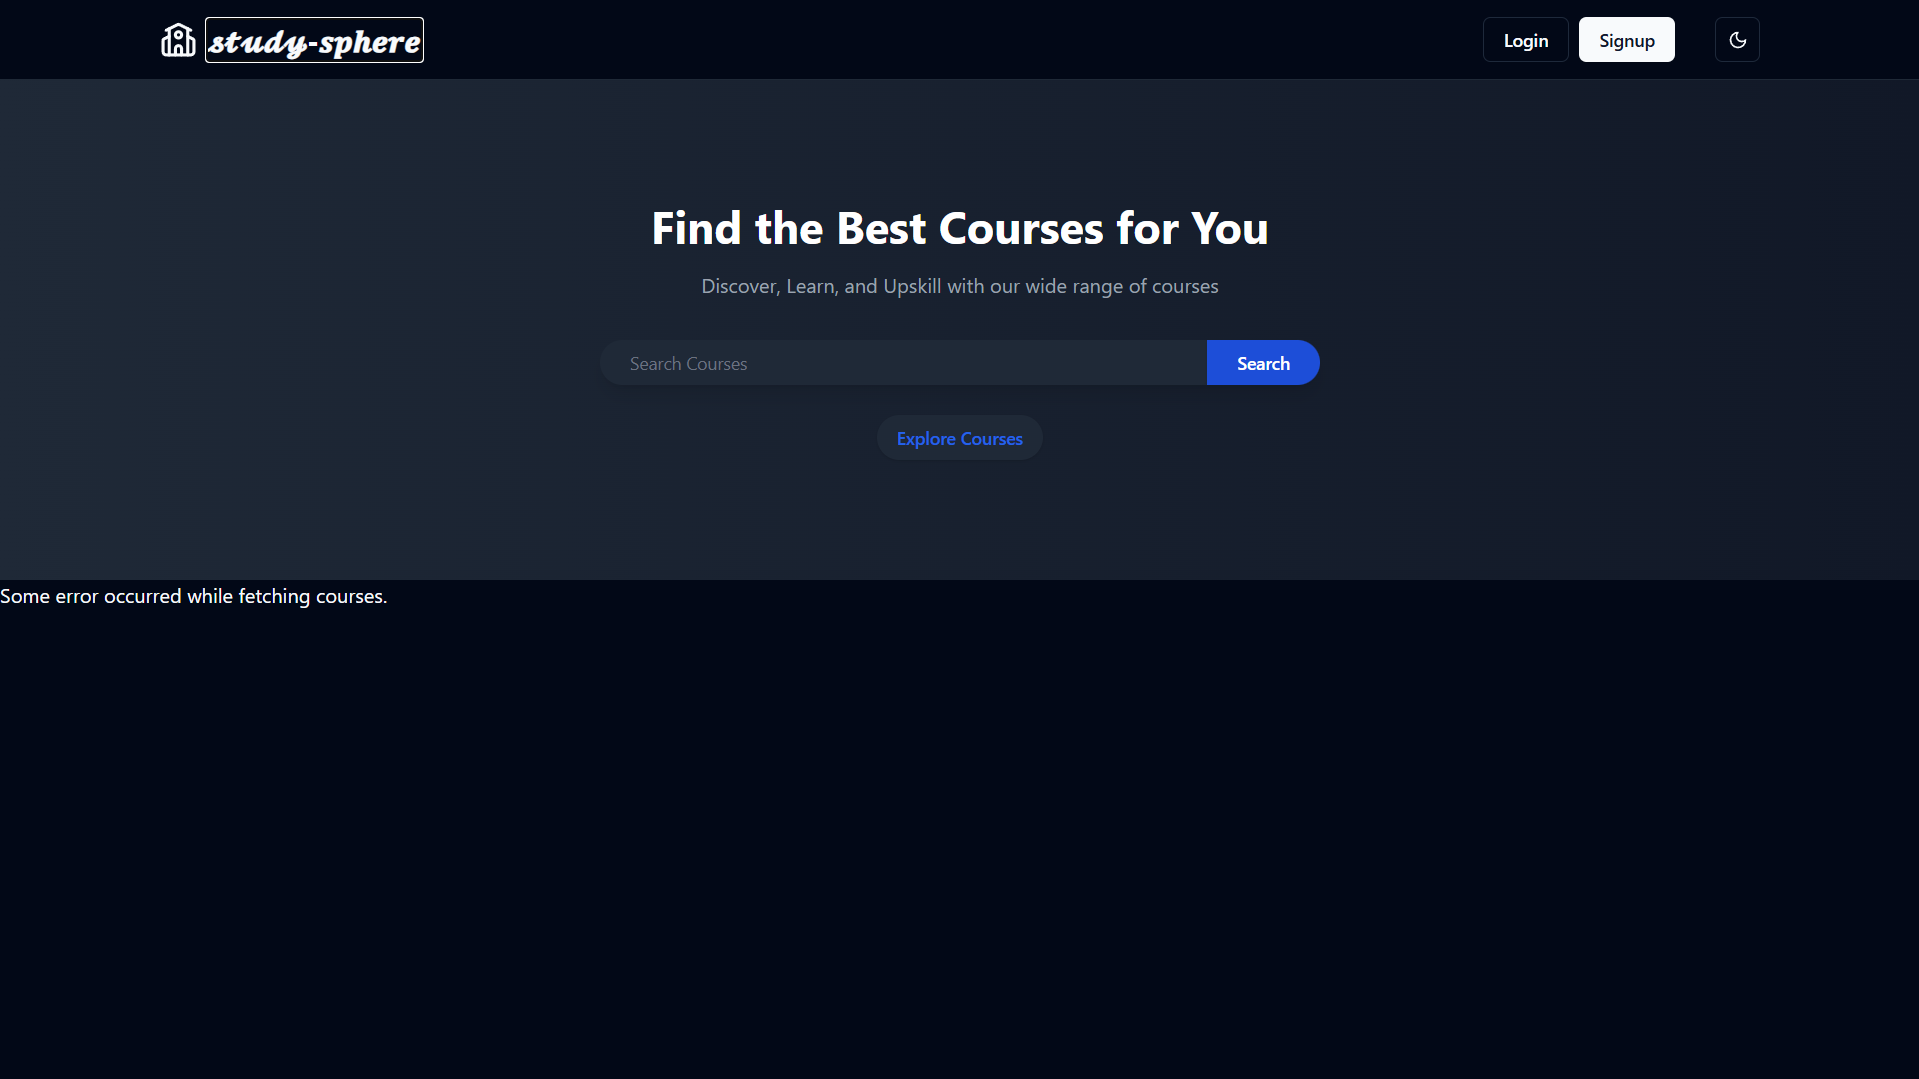 study-sphere
Login
Signup
Find the Best Courses for You
Discover, Learn, and Upskill with our wide range of courses
Search Courses
Search
Explore Courses
Some error occurred while fetching courses.